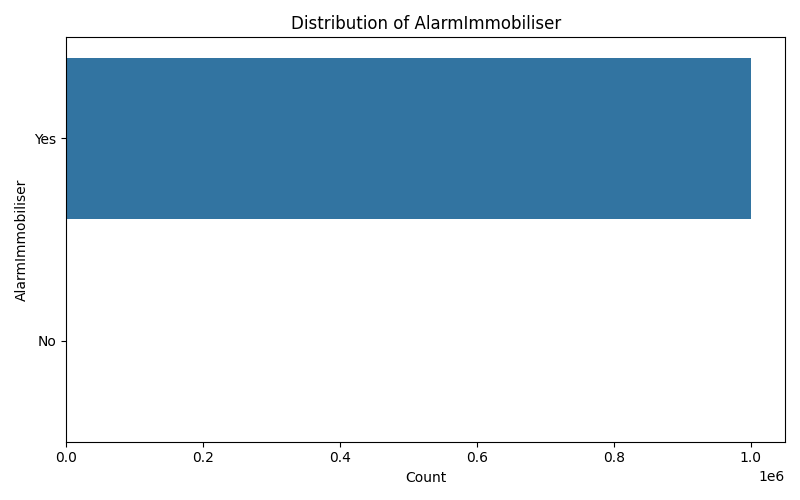 Distribution of AlarmImmobiliser
Yes
No
AlarmImmobiliser
0.0 0.2 0.4 0.6 0.8 1.0
1e6
Count